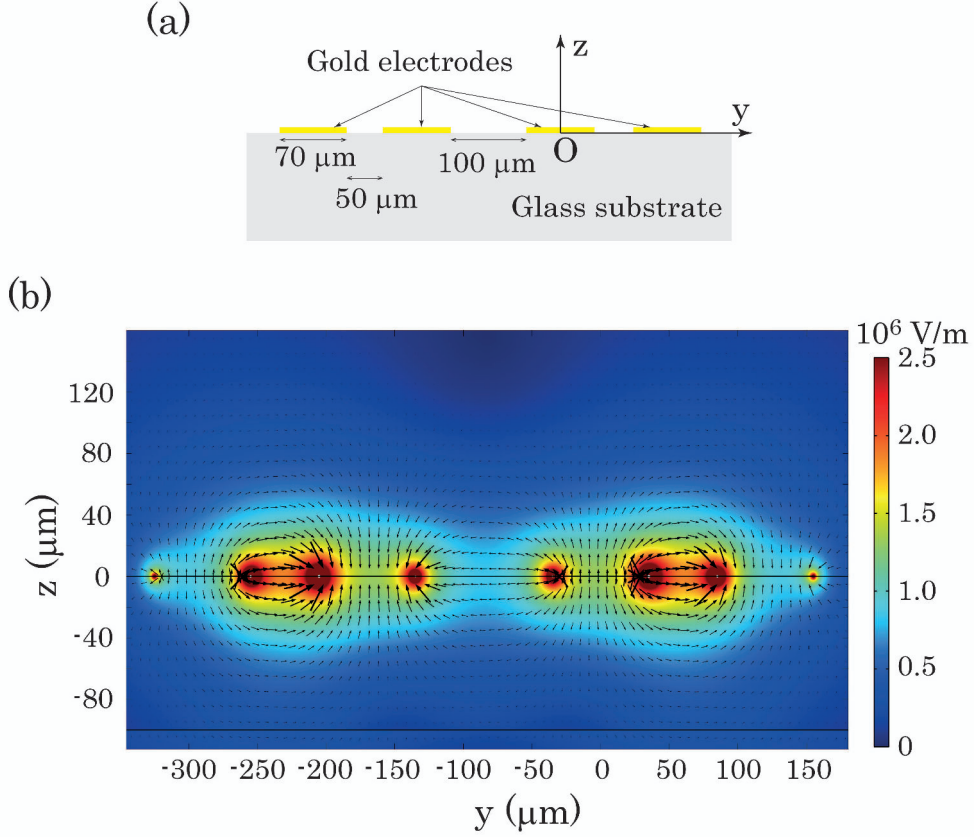 (a)
z
Gold electrodes
y
O
70 μm
100 μm
50 μm
Glass substrate
(b)
10⁶ V/m
2.5
2.0
1.5
1.0
0.5
0
120
80
40
0
-40
-80
z (μm)
-300 -250 -200 -150 -100 -50 0 50 100 150
y (μm)